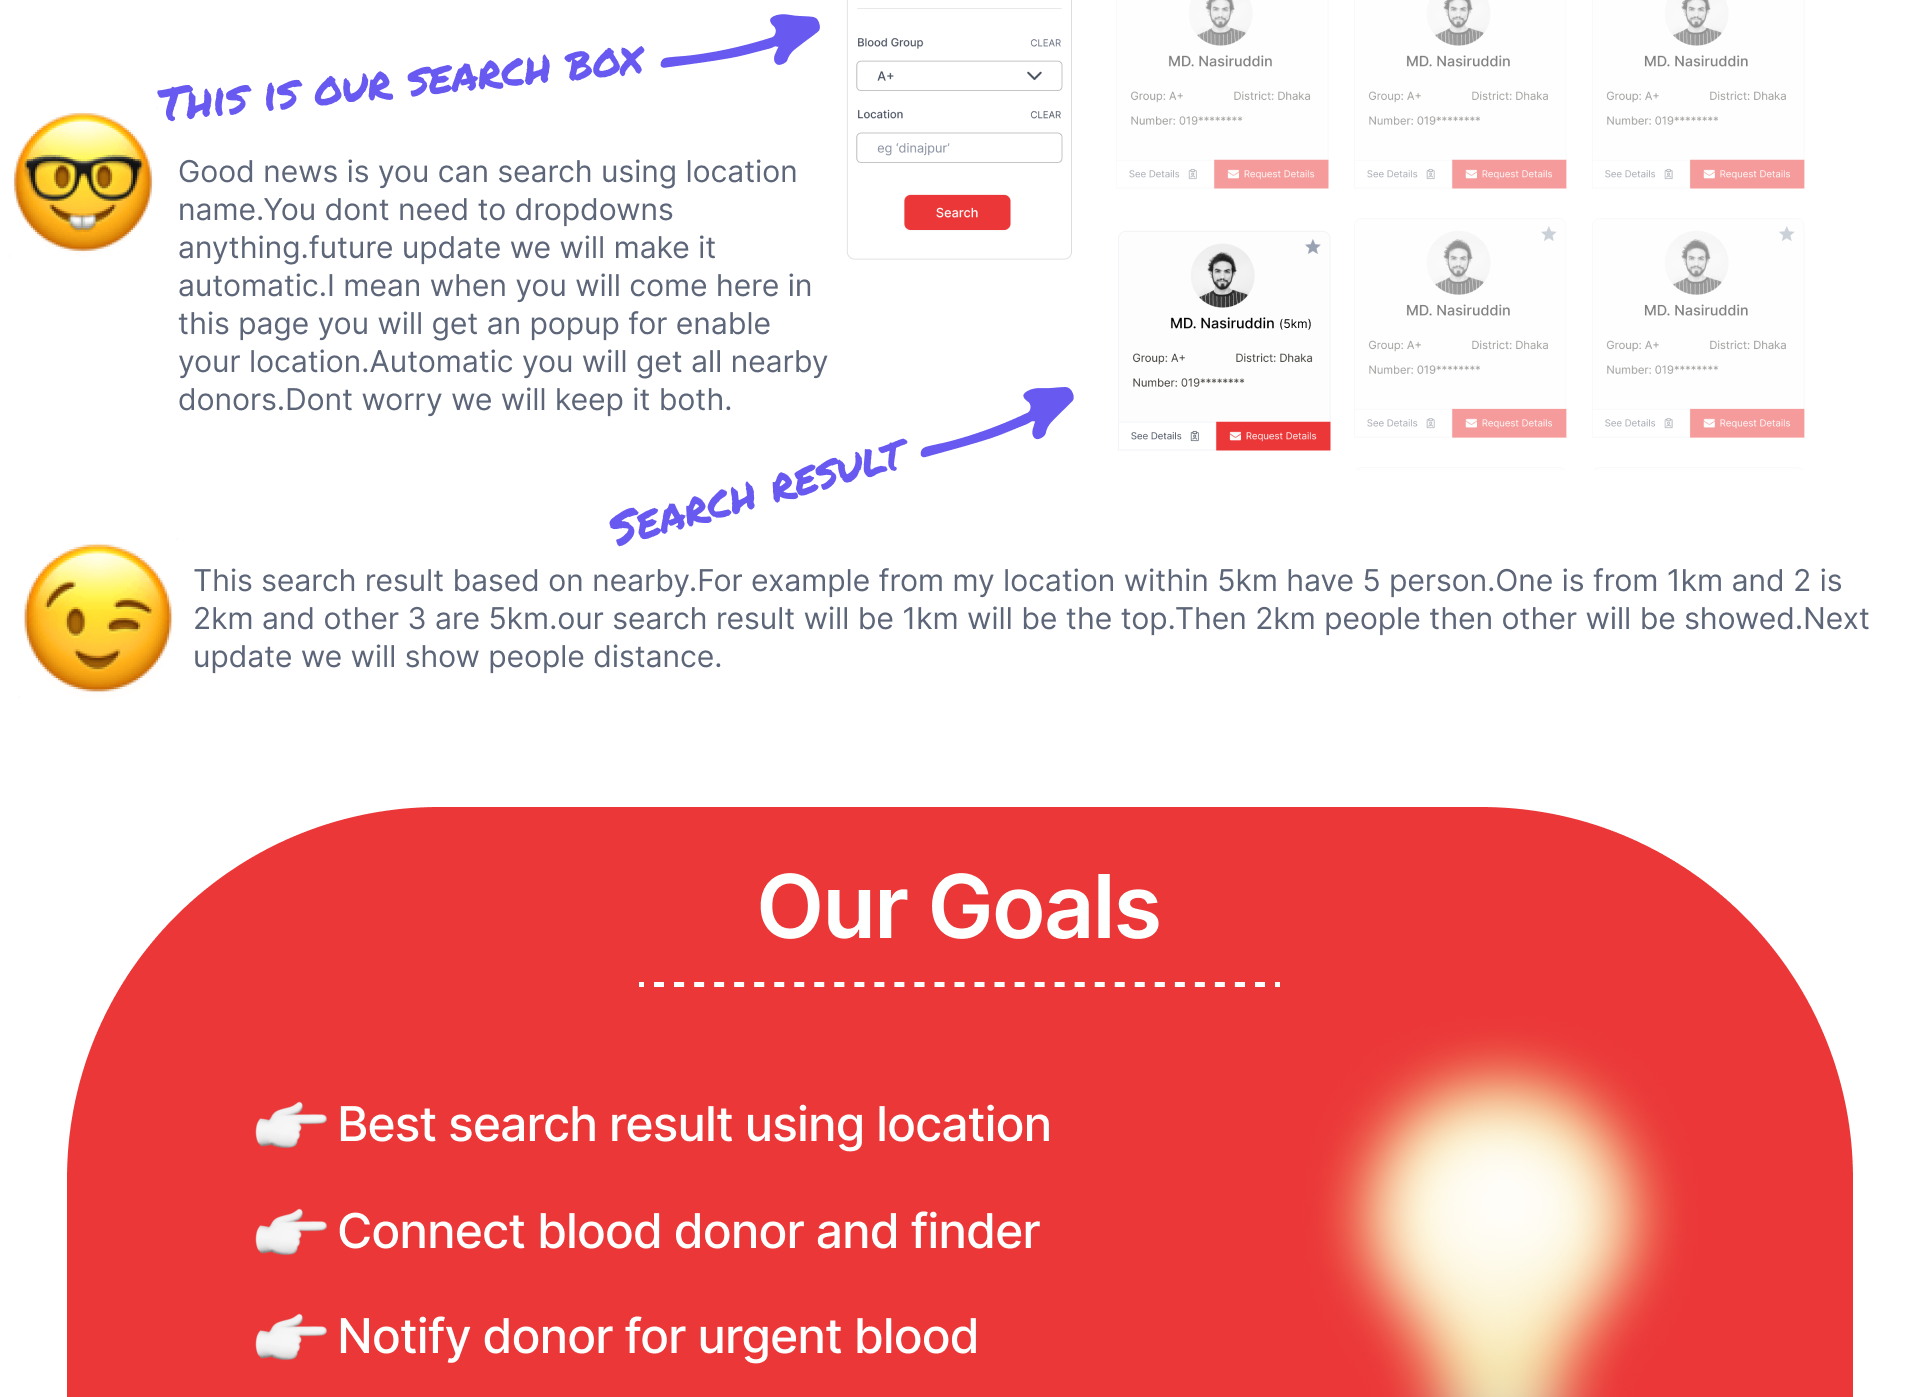 THIS IS OUR SEARCH BOX
Blood Group CLEAR
A+
Location CLEAR
eg ‘dinajpur’
Search
Good news is you can search using location
name.You dont need to dropdowns
anything.future update we will make it
automatic.I mean when you will come here in
this page you will get an popup for enable
your location.Automatic you will get all nearby
donors.Dont worry we will keep it both.
MD. Nasiruddin
Group: A+ District: Dhaka
Number: 019********
See Details Request Details
MD. Nasiruddin
Group: A+ District: Dhaka
Number: 019********
See Details Request Details
MD. Nasiruddin
Group: A+ District: Dhaka
Number: 019********
See Details Request Details
MD. Nasiruddin (5km)
Group: A+ District: Dhaka
Number: 019********
See Details Request Details
MD. Nasiruddin
Group: A+ District: Dhaka
Number: 019********
See Details Request Details
MD. Nasiruddin
Group: A+ District: Dhaka
Number: 019********
See Details Request Details
SEARCH RESULT
This search result based on nearby.For example from my location within 5km have 5 person.One is from 1km and 2 is
2km and other 3 are 5km.our search result will be 1km will be the top.Then 2km people then other will be showed.Next
update we will show people distance.
Our Goals
Best search result using location
Connect blood donor and finder
Notify donor for urgent blood